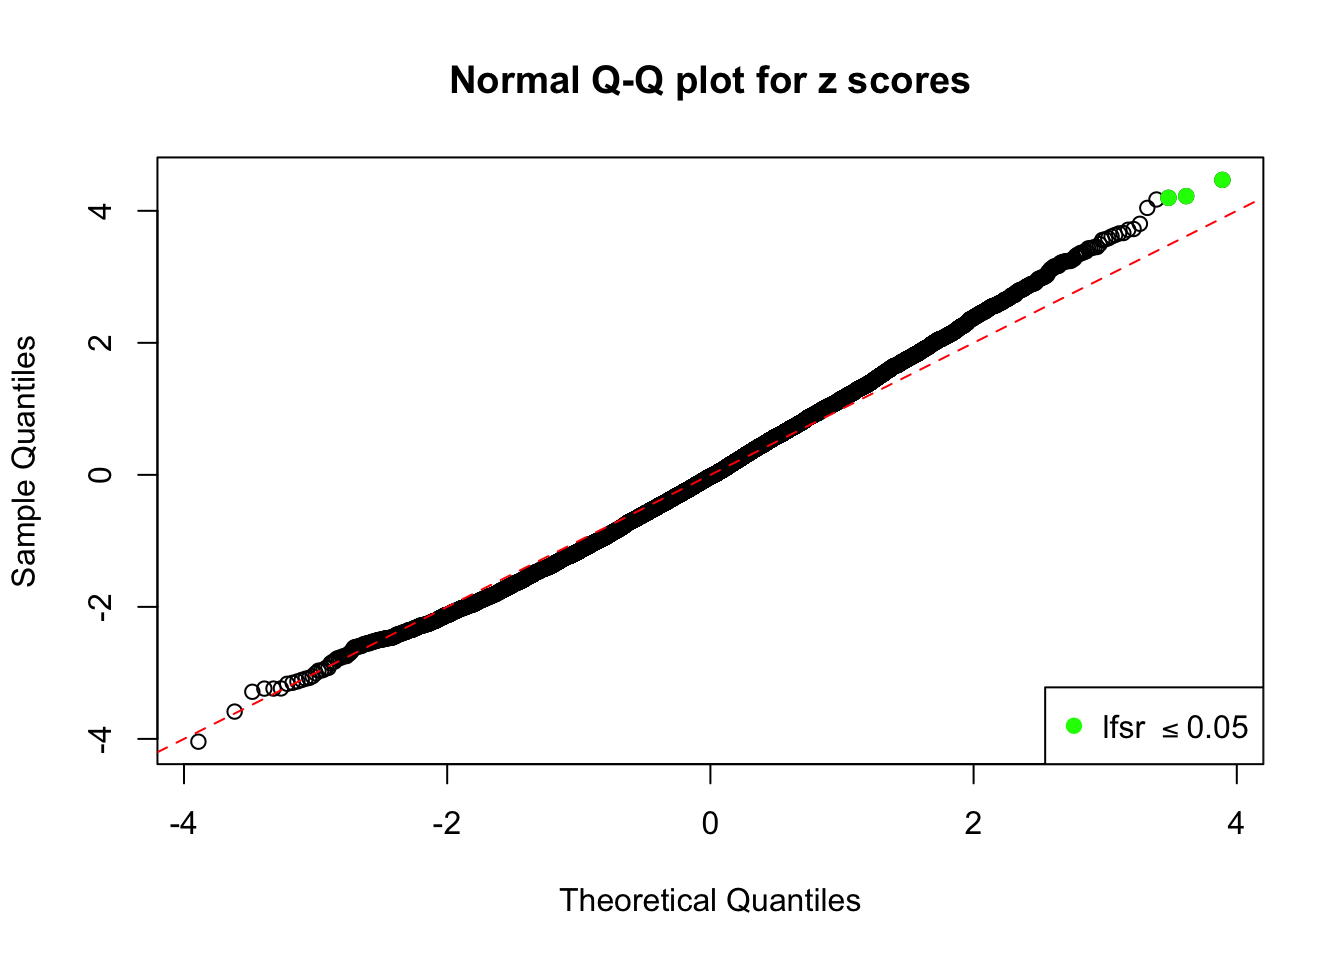 Normal Q-Q plot for z scores
Sample Quantiles
4
2
0
-2
-4
lfsr ≤ 0.05
-4 -2 0 2 4
Theoretical Quantiles